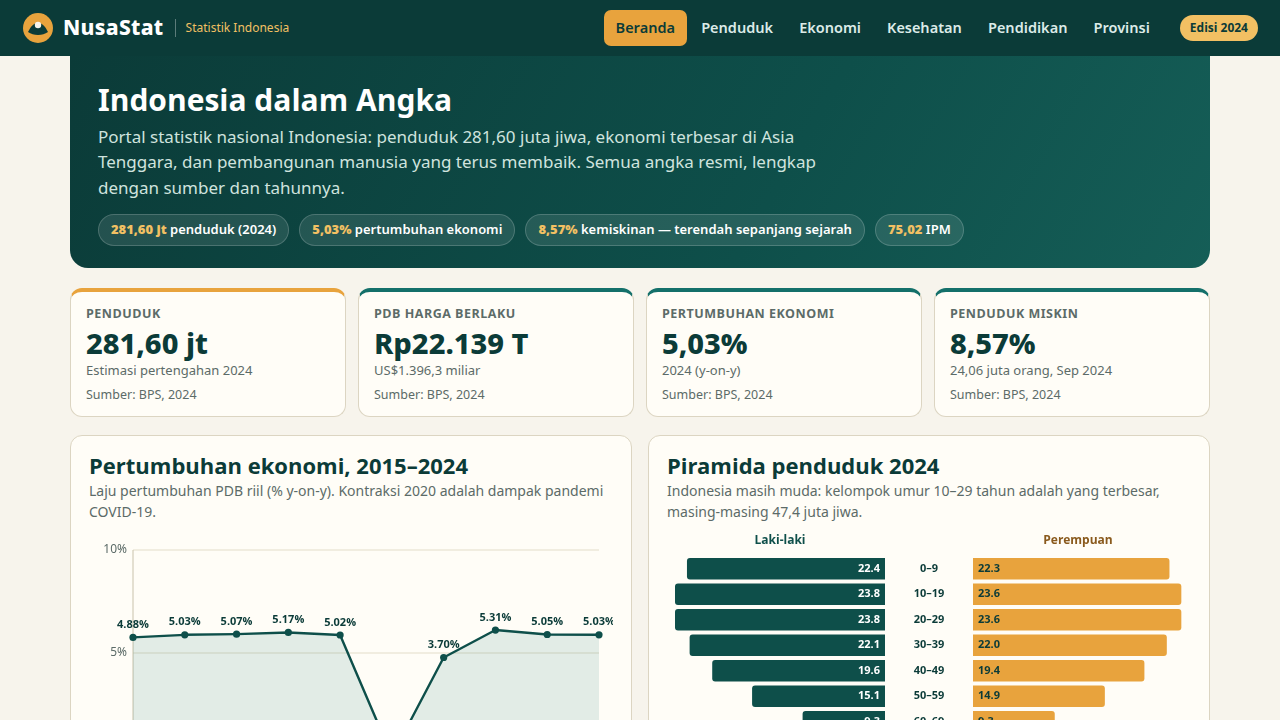 NusaStat
Statistik Indonesia
Beranda
Penduduk
Ekonomi
Kesehatan
Pendidikan
Provinsi
Edisi 2024
Indonesia dalam Angka
Portal statistik nasional Indonesia: penduduk 281,60 juta jiwa, ekonomi terbesar di Asia
Tenggara, dan pembangunan manusia yang terus membaik. Semua angka resmi, lengkap
dengan sumber dan tahunnya.
281,60 jt penduduk (2024)
5,03% pertumbuhan ekonomi
8,57% kemiskinan — terendah sepanjang sejarah
75,02 IPM
PENDUDUK
281,60 jt
Estimasi pertengahan 2024
Sumber: BPS, 2024
PDB HARGA BERLAKU
Rp22.139 T
US$1.396,3 miliar
Sumber: BPS, 2024
PERTUMBUHAN EKONOMI
5,03%
2024 (y-on-y)
Sumber: BPS, 2024
PENDUDUK MISKIN
8,57%
24,06 juta orang, Sep 2024
Sumber: BPS, 2024
Pertumbuhan ekonomi, 2015–2024
Laju pertumbuhan PDB riil (% y-on-y). Kontraksi 2020 adalah dampak pandemi
COVID-19.
10%
4.88%
5.03%
5.07%
5.17%
5.02%
3.70%
5.31%
5.05%
5.03%
5%
Piramida penduduk 2024
Indonesia masih muda: kelompok umur 10–29 tahun adalah yang terbesar,
masing-masing 47,4 juta jiwa.
Laki-laki
Perempuan
22.4 0–9 22.3
23.8 10–19 23.6
23.8 20–29 23.6
22.1 30–39 22.0
19.6 40–49 19.4
15.1 50–59 14.9